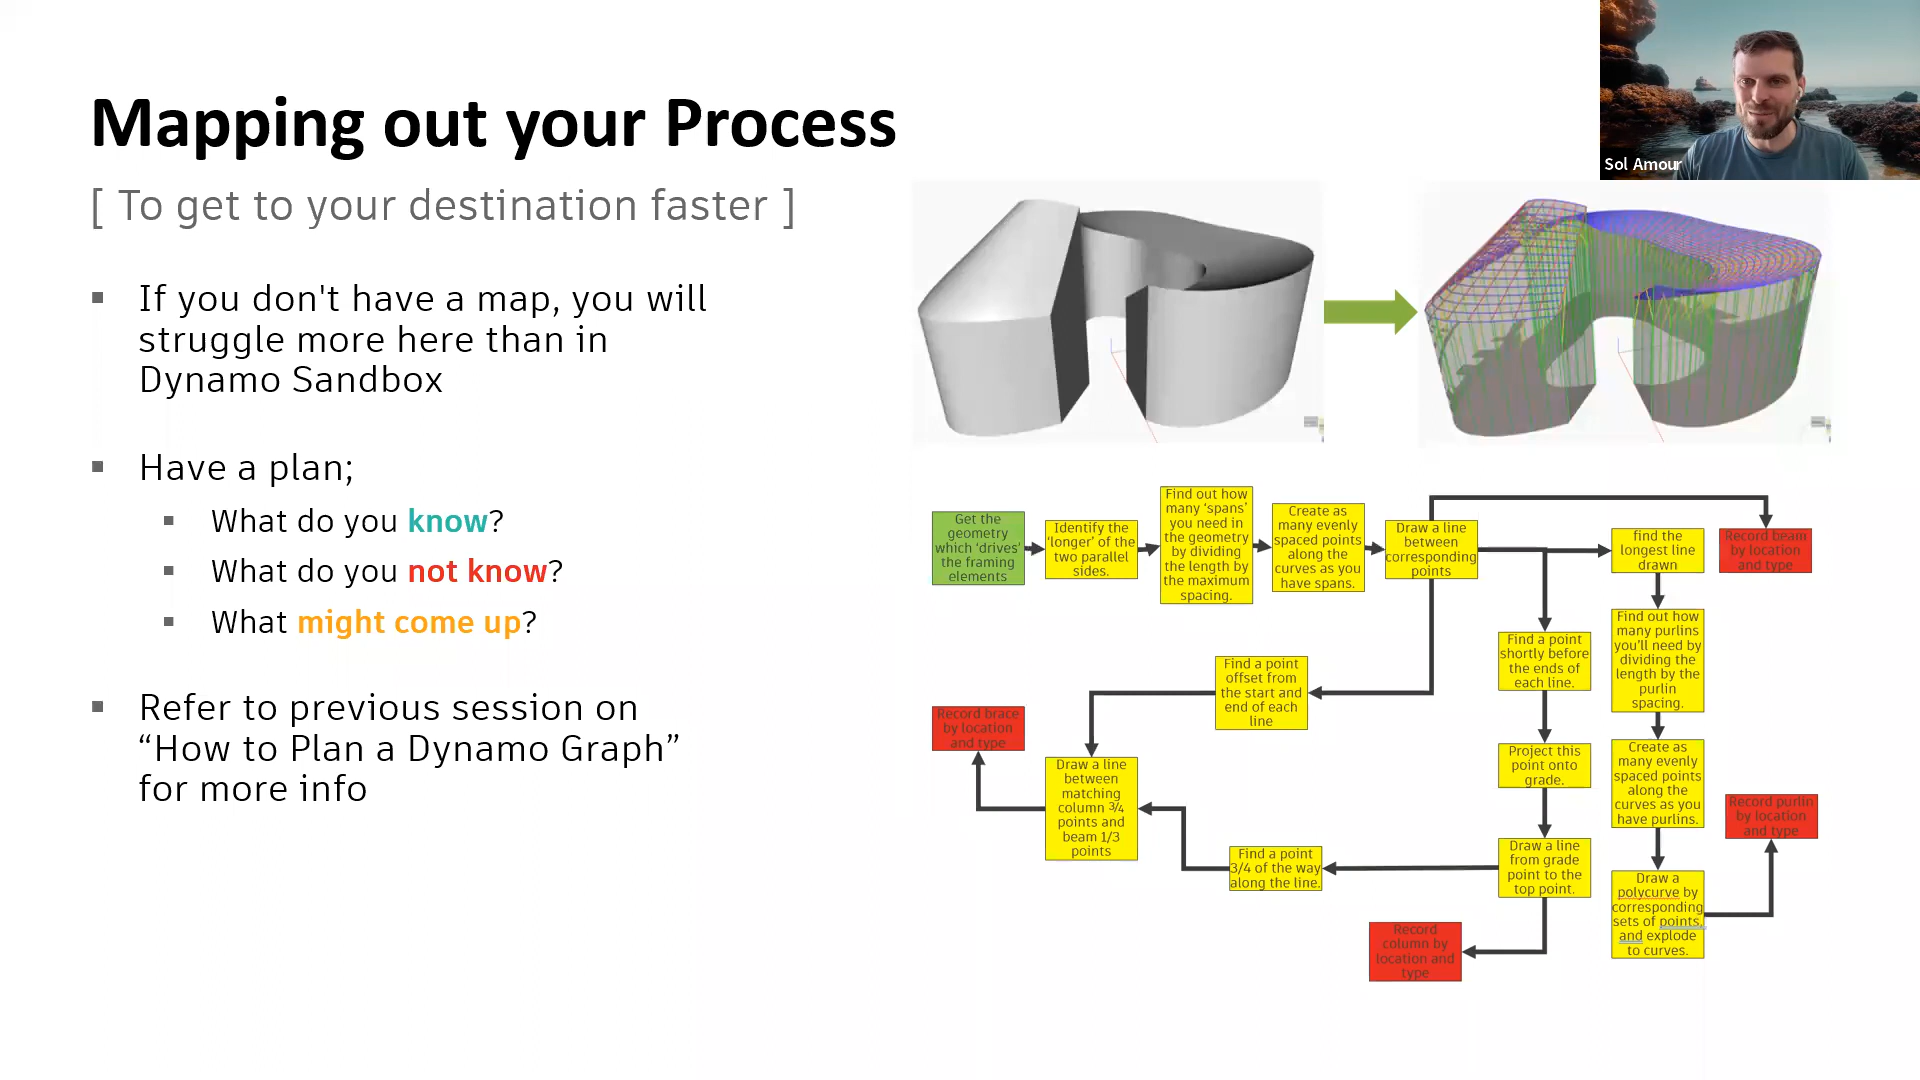 Mapping out your Process
[ To get to your destination faster ]
If you don't have a map, you will
struggle more here than in
Dynamo Sandbox
Have a plan;
What do you know?
What do you not know?
What might come up?
Refer to previous session on
“How to Plan a Dynamo Graph”
for more info
Sol Amour
Get the
geometry
which ‘drives’
the framing
elements
Identify the
‘longer’ of the
two parallel
sides.
Find out how
many ‘spans’
you need in
the geometry
by dividing
the length by
the maximum
spacing.
Create as
many evenly
spaced points
along the
curves as you
have spans.
Draw a line
between
corresponding
points
find the
longest line
drawn
Record beam
by location
and type
Find a point
shortly before
the ends of
each line.
Find out how
many purlins
you'll need by
dividing the
length by the
purlin
spacing.
Find a point
offset from
the start and
end of each
line
Record brace
by location
and type
Project this
point onto
grade.
Create as
many evenly
spaced points
along the
curves as you
have purlins.
Draw a line
between
matching
column ¾
points and
beam 1/3
points
Record purlin
by location
and type
Find a point
3/4 of the way
along the line.
Draw a line
from grade
point to the
top point.
Draw a
polycurve by
corresponding
sets of points,
and explode
to curves.
Record
column by
location and
type